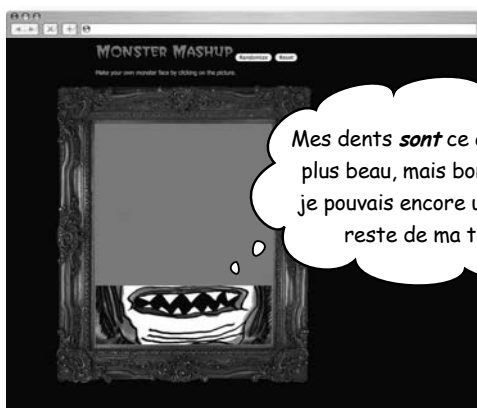 MONSTER MASHUP
Randomize Reset
Make your own monster face by clicking on the picture.
Mes dents sont ce
plus beau, mais bo
je pouvais encore
reste de ma